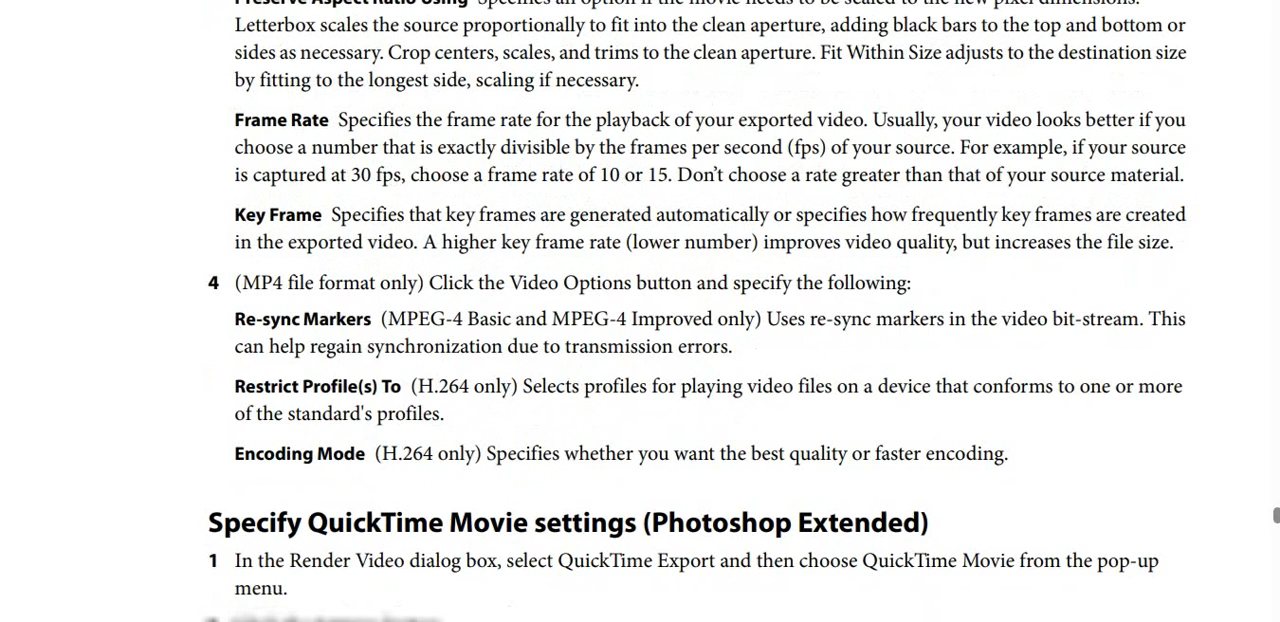 Letterbox scales the source proportionally to fit into the clean aperture, adding black bars to the top and bottom or
sides as necessary. Crop centers, scales, and trims to the clean aperture. Fit Within Size adjusts to the destination size
by fitting to the longest side, scaling if necessary.
Frame Rate Specifies the frame rate for the playback of your exported video. Usually, your video looks better if you
choose a number that is exactly divisible by the frames per second (fps) of your source. For example, if your source
is captured at 30 fps, choose a frame rate of 10 or 15. Don’t choose a rate greater than that of your source material.
Key Frame Specifies that key frames are generated automatically or specifies how frequently key frames are created
in the exported video. A higher key frame rate (lower number) improves video quality, but increases the file size.
4 (MP4 file format only) Click the Video Options button and specify the following:
Re-sync Markers (MPEG-4 Basic and MPEG-4 Improved only) Uses re-sync markers in the video bit-stream. This
can help regain synchronization due to transmission errors.
Restrict Profile(s) To (H.264 only) Selects profiles for playing video files on a device that conforms to one or more
of the standard's profiles.
Encoding Mode (H.264 only) Specifies whether you want the best quality or faster encoding.
Specify QuickTime Movie settings (Photoshop Extended)
1 In the Render Video dialog box, select QuickTime Export and then choose QuickTime Movie from the pop-up
menu.